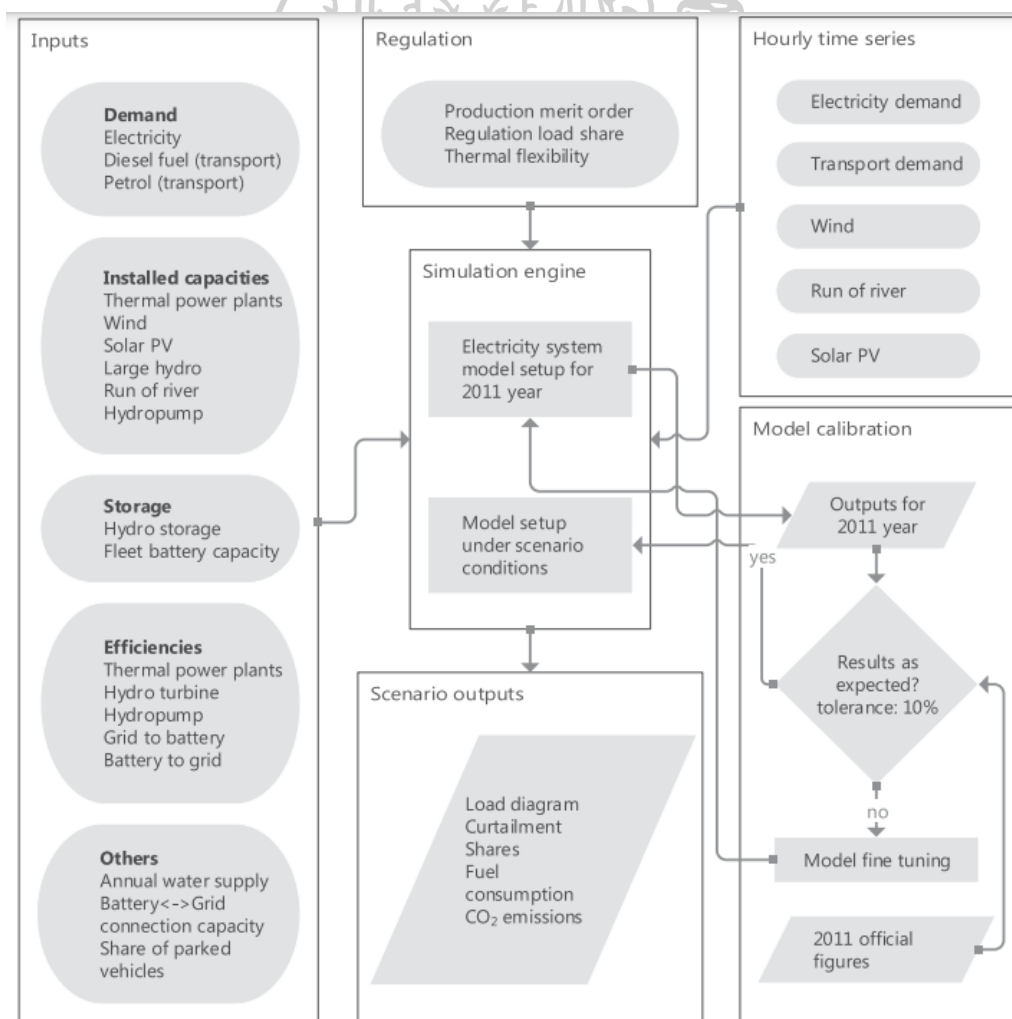 Inputs
Demand
Electricity
Diesel fuel (transport)
Petrol (transport)
Installed capacities
Thermal power plants
Wind
Solar PV
Large hydro
Run of river
Hydropump
Storage
Hydro storage
Fleet battery capacity
Efficiencies
Thermal power plants
Hydro turbine
Hydropump
Grid to battery
Battery to grid
Others
Annual water supply
Battery<->Grid
connection capacity
Share of parked
vehicles
Regulation
Production merit order
Regulation load share
Thermal flexibility
Simulation engine
Electricity system
model setup for
2011 year
Model setup
under scenario
conditions
Scenario outputs
Load diagram
Curtailment
Shares
Fuel
consumption
CO₂ emissions
Hourly time series
Electricity demand
Transport demand
Wind
Run of river
Solar PV
Model calibration
Outputs for
2011 year
yes
Results as
expected?
tolerance: 10%
no
Model fine tuning
2011 official
figures